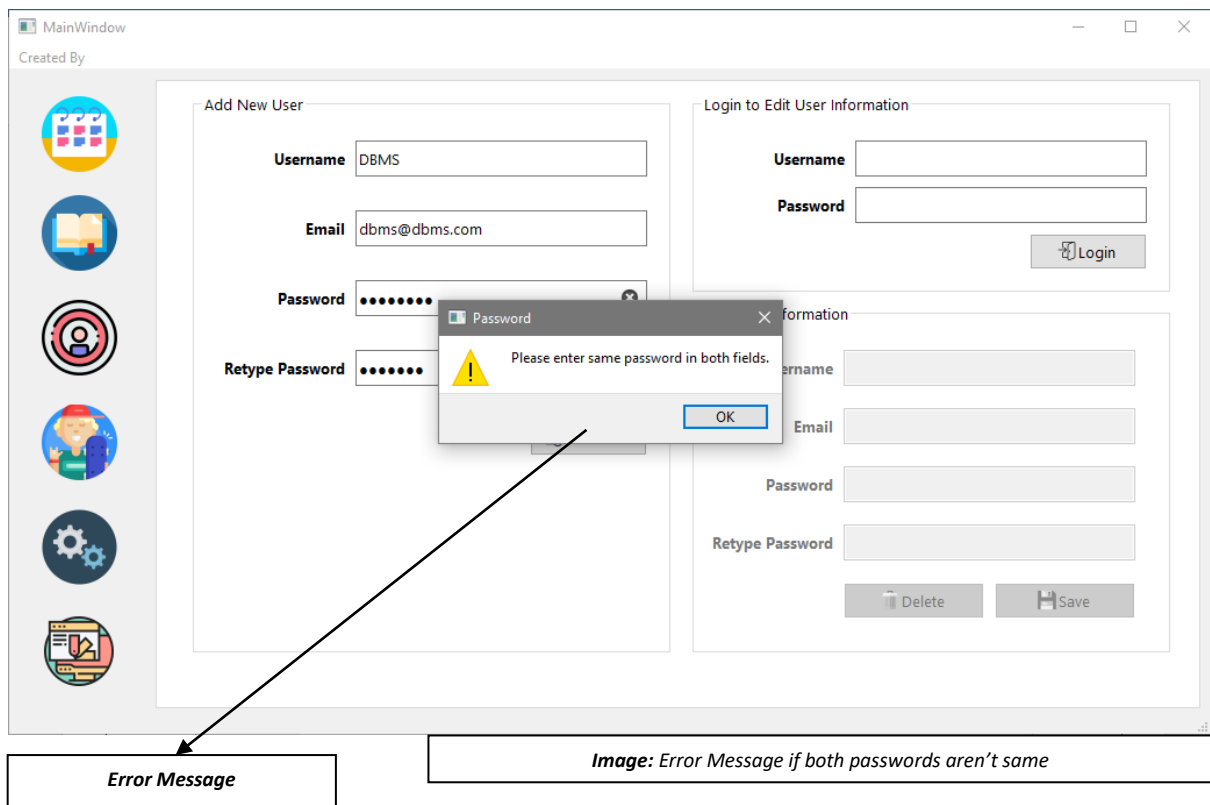 MainWindow
Created By
Add New User
Username DBMS
Email dbms@dbms.com
Password ●●●●●●●●
Retype Password ●●●●●●●
Login to Edit User Information
Username
Password
Login
Password
Please enter same password in both fields.
OK
formation
ername
Email
Password
Retype Password
Delete
Save
Error Message
Image: Error Message if both passwords aren't same